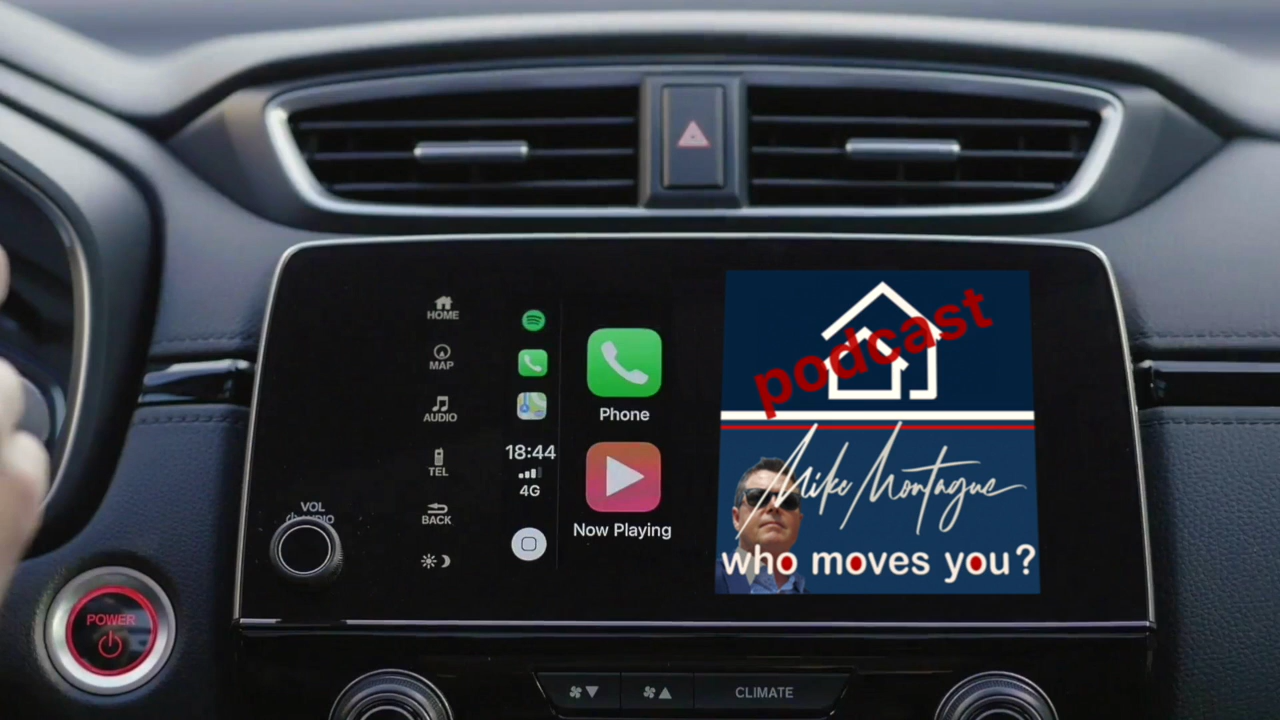 HOME
MAP
AUDIO
TEL
BACK
VOL
AUDIO
POWER
18:44
4G
Phone
Now Playing
podcast
Mike Montague
who moves you?
CLIMATE